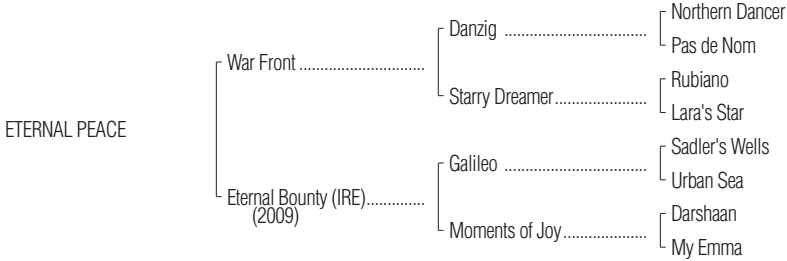 Northern Dancer
Danzig ..................................
Pas de Nom
War Front ..............................
Rubiano
Starry Dreamer......................
Lara's Star
ETERNAL PEACE
Sadler's Wells
Galileo ..................................
Urban Sea
Eternal Bounty (IRE)..............
(2009)
Darshaan
Moments of Joy....................
My Emma